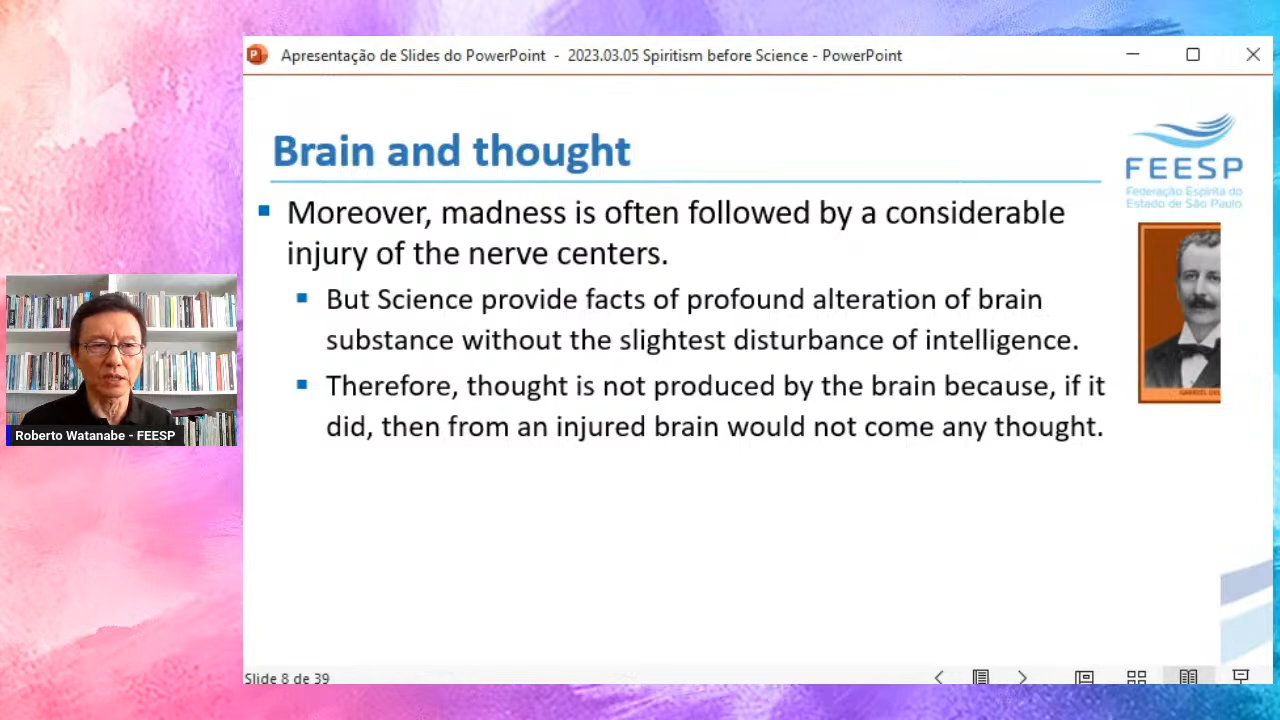 Apresentação de Slides do PowerPoint - 2023.03.05 Spiritism before Science - PowerPoint
Brain and thought
FEESP
Federação Espírita do
Estado de São Paulo
Moreover, madness is often followed by a considerable
injury of the nerve centers.
But Science provide facts of profound alteration of brain
substance without the slightest disturbance of intelligence.
Therefore, thought is not produced by the brain because, if it
did, then from an injured brain would not come any thought.
Roberto Watanabe - FEESP
Slide 8 de 39